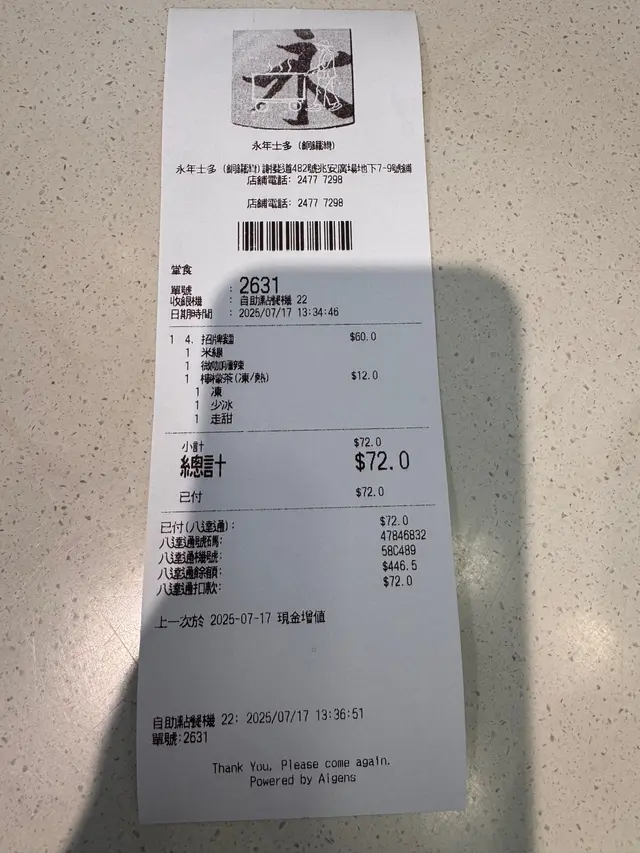 永
永年士多 (銅鑼灣)
永年士多 (銅鑼灣)謝斐道482號兆安廣場地下7-9號鋪
店鋪電話: 2477 7298
店鋪電話: 2477 7298
堂食
單號 : 2631
收銀機 : 自助點餐機 22
日期時間 : 2025/07/17 13:34:46
1 4. 招牌麵 $60.0
1 米線
1 微咖喱辣
1 檸檬茶(凍/熱) $12.0
1 凍
1 少冰
1 走甜
小計 $72.0
總計 $72.0
已付 $72.0
已付(八達通): $72.0
八達通號碼: 47846832
八達通機號: 58C489
八達通餘額: $446.5
八達通扣款: $72.0
上一次於 2025-07-17 現金增值
自助點餐機 22: 2025/07/17 13:36:51
單號:2631
Thank You, Please come again.
Powered by Aigens